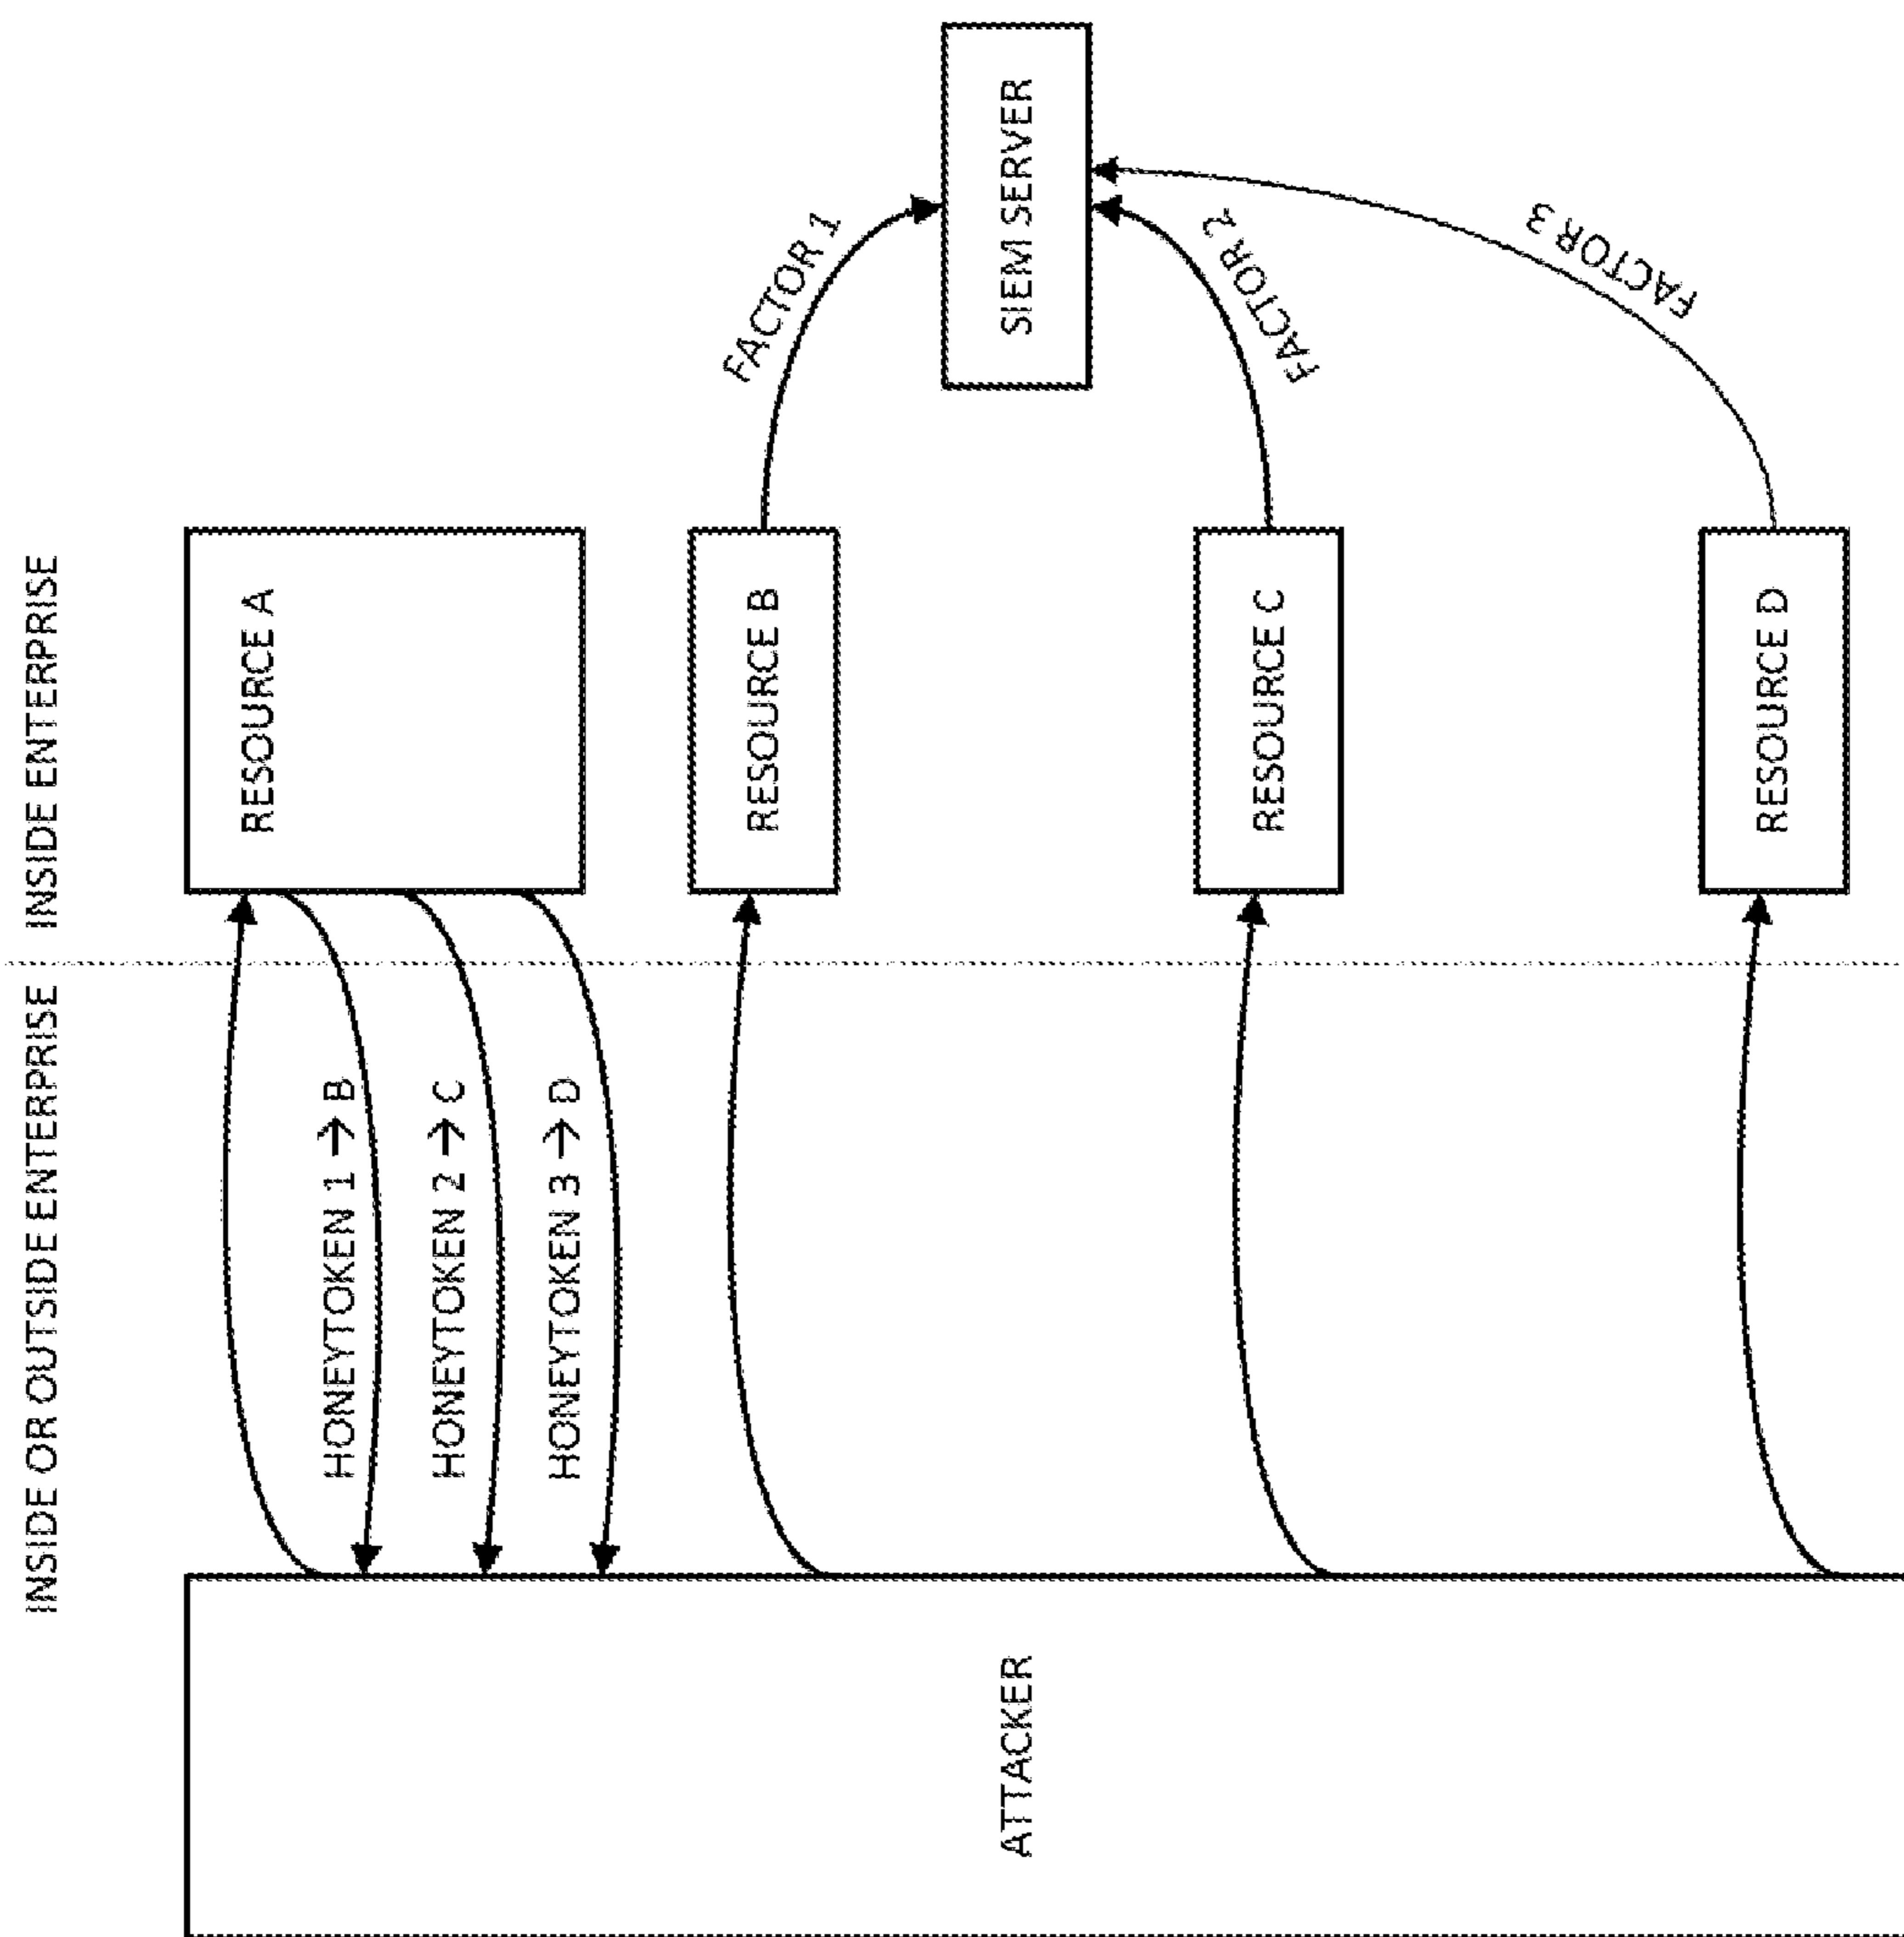 INSIDE OR OUTSIDE ENTERPRISE
INSIDE ENTERPRISE
RESOURCE A
HONEYTOKEN 1 → B
HONEYTOKEN 2 → C
HONEYTOKEN 3 → D
RESOURCE B
FACTOR 1
ATTACKER
SIEM SERVER
RESOURCE C
FACTOR 2
FACTOR 3
RESOURCE D